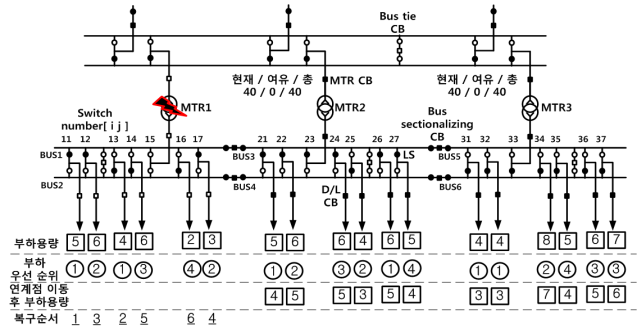 Bus tie
CB
현재 / 여유 / 총
40 / 0 / 40
MTR CB
현재 / 여유 / 총
40 / 0 / 40
MTR1
MTR2
MTR3
Switch
number[ i j ]
Bus
sectionalizing
CB
11 12 13 14 15 16 17
21 22 23 24 25 26 27
31 32 33 34 35 36 37
BUS1
BUS3
LS
BUS5
BUS2
BUS4
BUS6
D/L
CB
부하용량 5 6 4 6 2 3 5 6 6 4 6 5 4 4 8 5 6 7
부하
우선 순위 ① ② ① ③ ④ ② ① ② ③ ② ① ④ ① ① ② ④ ③ ③
연계점 이동
후 부하용량 4 5 5 3 5 4 3 3 7 4 5 6
복구순서 1 3 2 5 6 4